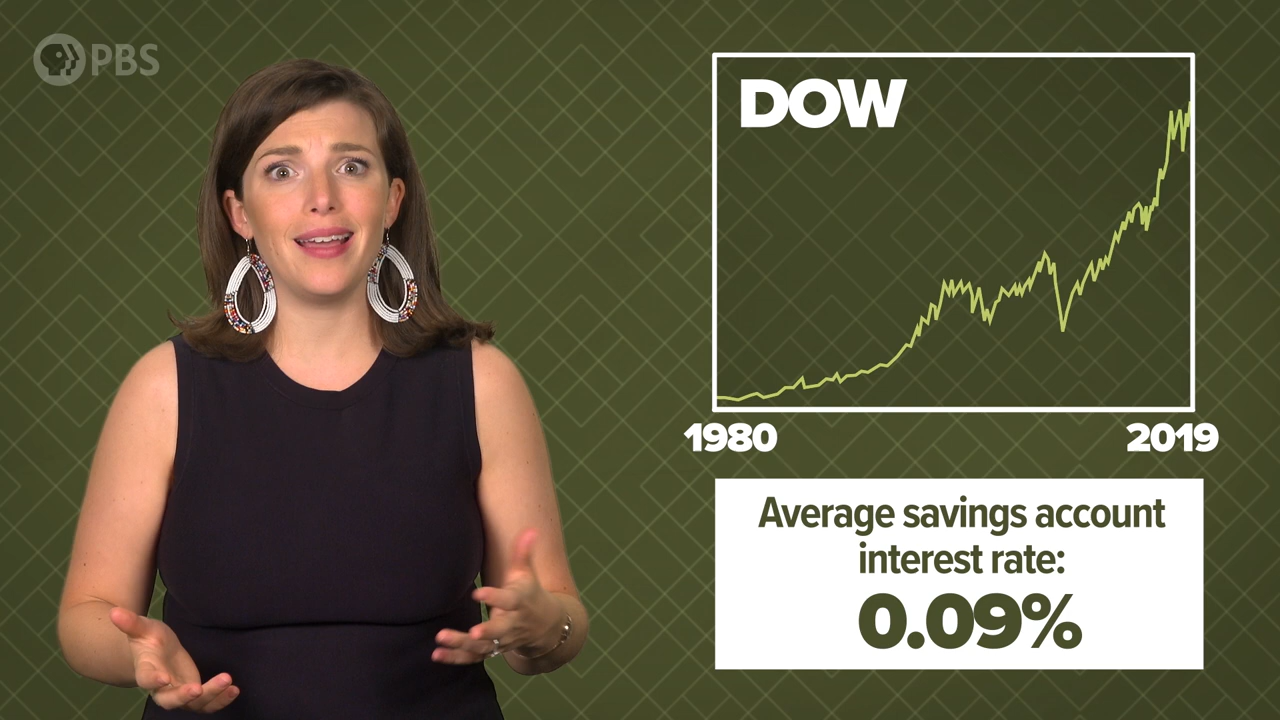 PBS
DOW
1980
2019
Average savings account
interest rate:
0.09%